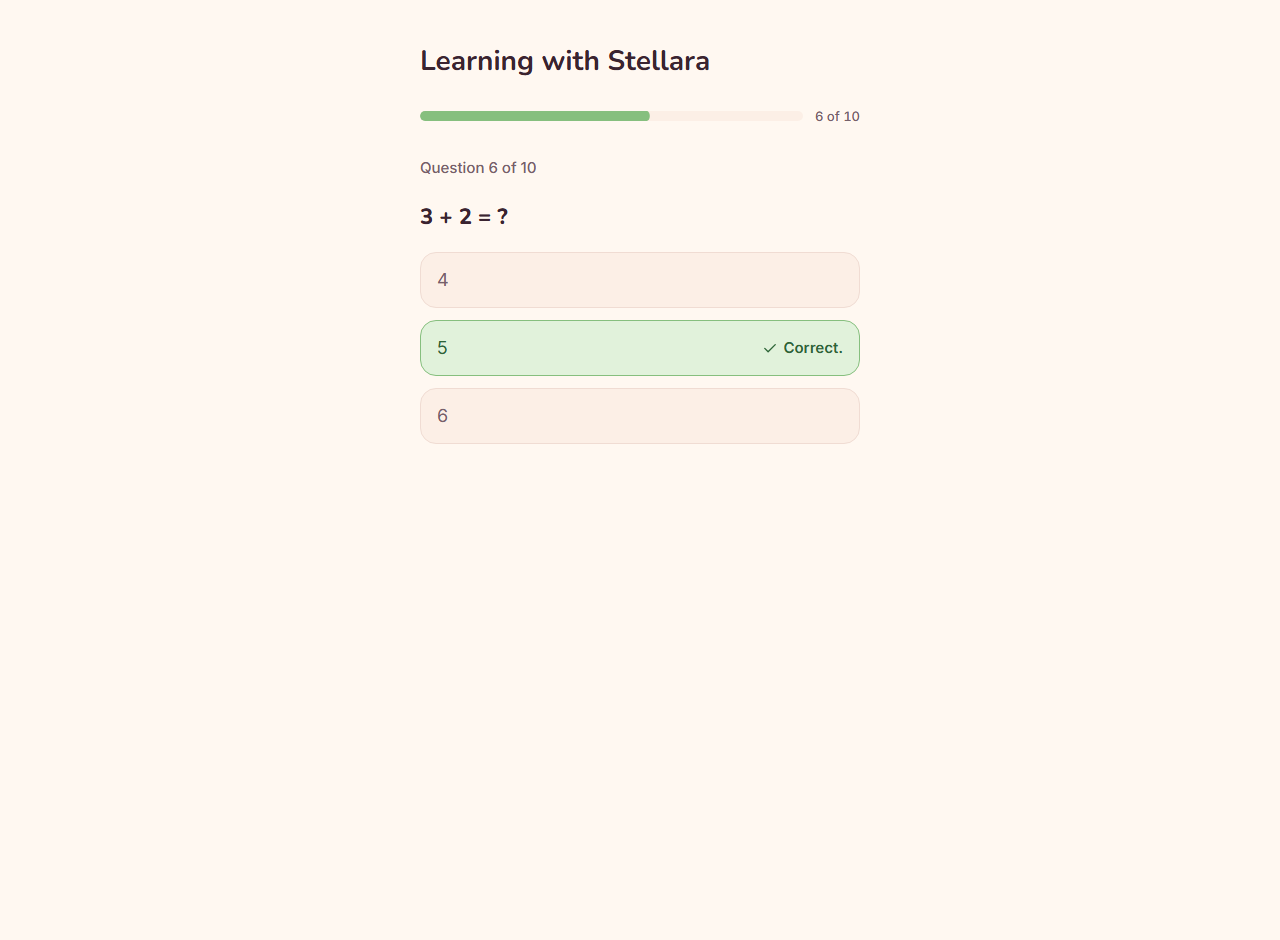 Learning with Stellara
6 of 10
Question 6 of 10
3 + 2 = ?
4
5 ✓ Correct.
6